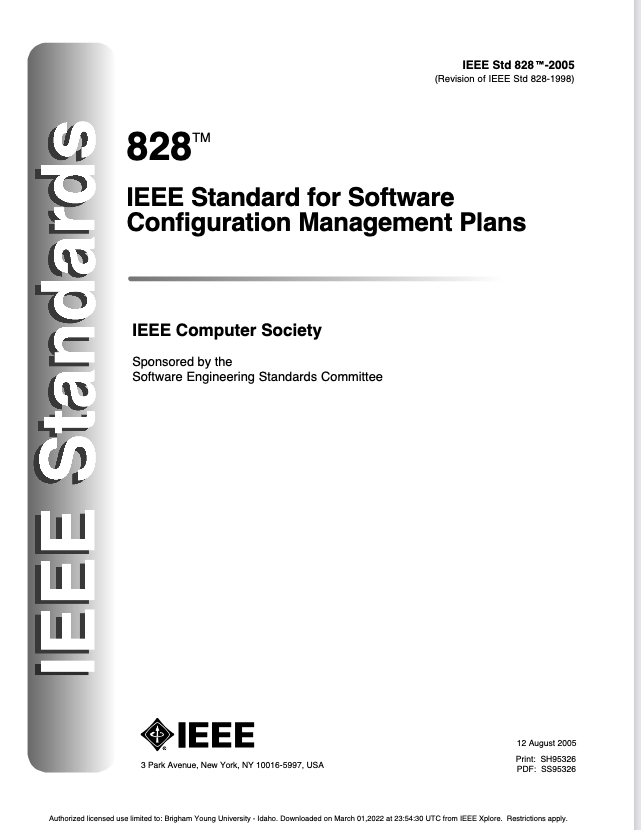 IEEE Std 828™-2005
(Revision of IEEE Std 828-1998)
828™
IEEE Standard for Software
Configuration Management Plans
IEEE Computer Society
Sponsored by the
Software Engineering Standards Committee
IEEE Standards
IEEE
3 Park Avenue, New York, NY 10016-5997, USA
12 August 2005
Print: SH95326
PDF: SS95326
Authorized licensed use limited to: Brigham Young University - Idaho. Downloaded on March 01,2022 at 23:54:30 UTC from IEEE Xplore. Restrictions apply.